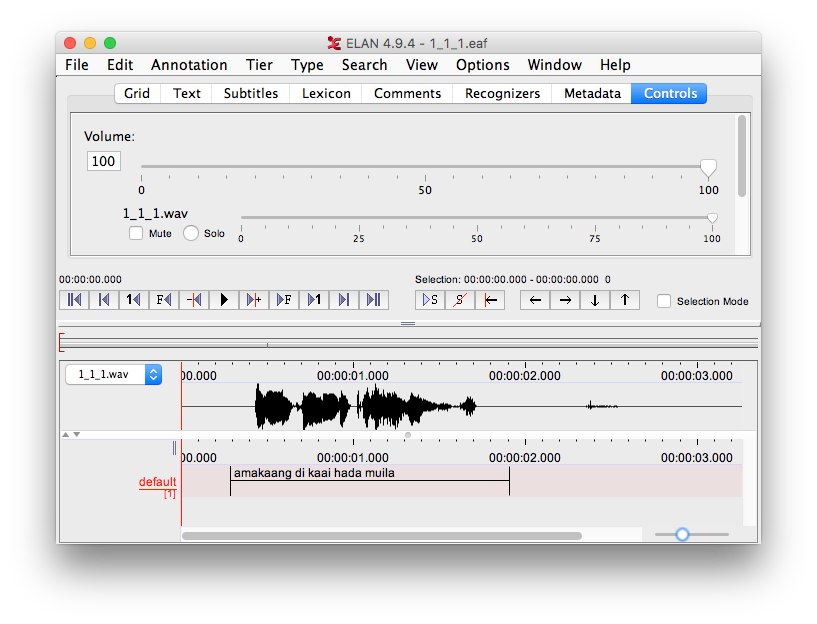 ELAN 4.9.4 - 1_1_1.eaf
File Edit Annotation Tier Type Search View Options Window Help
Grid Text Subtitles Lexicon Comments Recognizers Metadata Controls
Volume:
100
0 50 100
1_1_1.wav
Mute Solo
0 25 50 75 100
00:00:00.000 Selection: 00:00:00.000 - 00:00:00.000 0
1 F S S Selection Mode
F 1
1_1_1.wav 00.000 00:00:01.000 00:00:02.000 00:00:03.000
00.000 00:00:01.000 00:00:02.000 00:00:03.000
amakaang di kaai hada muila
default
[1]